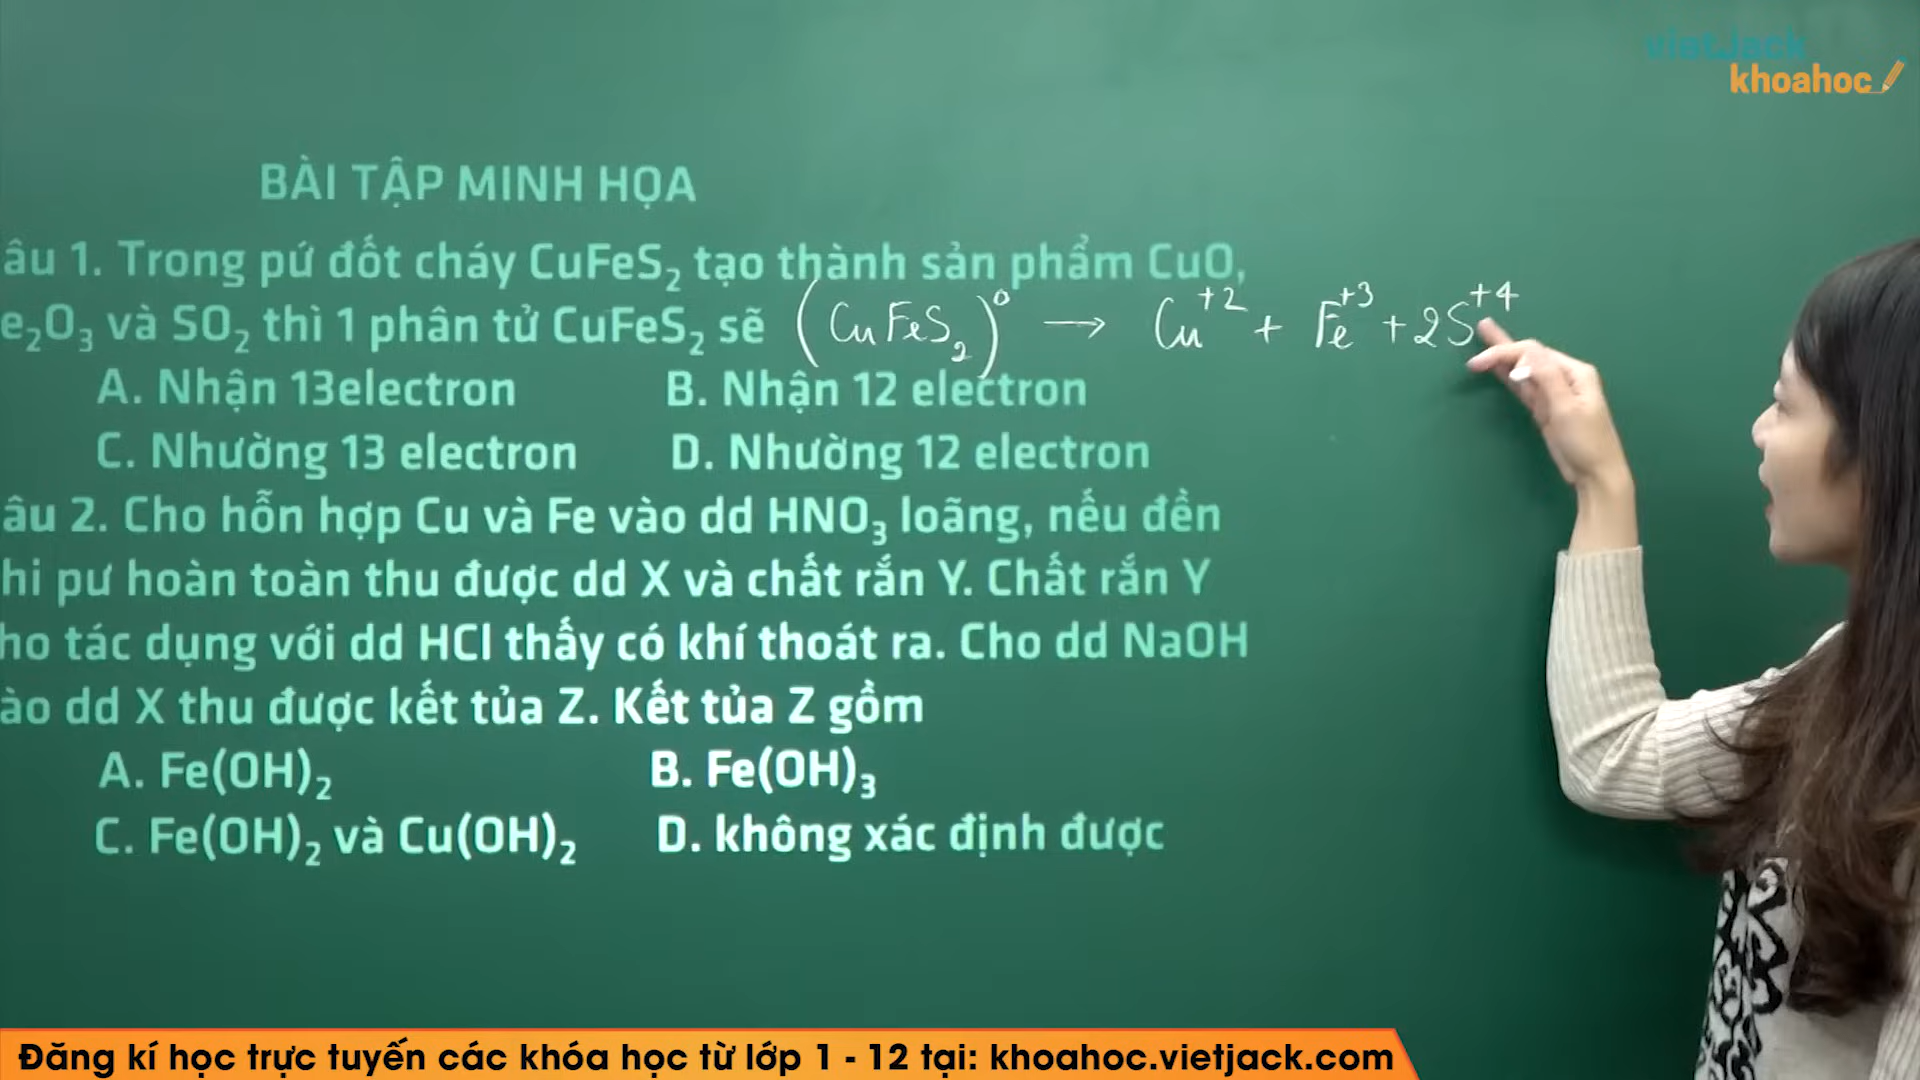 vietJack
khoahoc
BÀI TẬP MINH HỌA
âu 1. Trong pứ đốt cháy CuFeS₂ tạo thành sản phẩm CuO,
e₂O₃ và SO₂ thì 1 phân tử CuFeS₂ sẽ (CuFeS₂)⁰ → Cu⁺² + Fe⁺³ + 2S⁺⁴
A. Nhận 13electron B. Nhận 12 electron
C. Nhường 13 electron D. Nhường 12 electron
âu 2. Cho hỗn hợp Cu và Fe vào dd HNO₃ loãng, nếu đền
hi pư hoàn toàn thu được dd X và chất rắn Y. Chất rắn Y
ho tác dụng với dd HCl thấy có khí thoát ra. Cho dd NaOH
ào dd X thu được kết tủa Z. Kết tủa Z gồm
A. Fe(OH)₂ B. Fe(OH)₃
C. Fe(OH)₂ và Cu(OH)₂ D. không xác định được
Đăng kí học trực tuyến các khóa học từ lớp 1 - 12 tại: khoahoc.vietjack.com